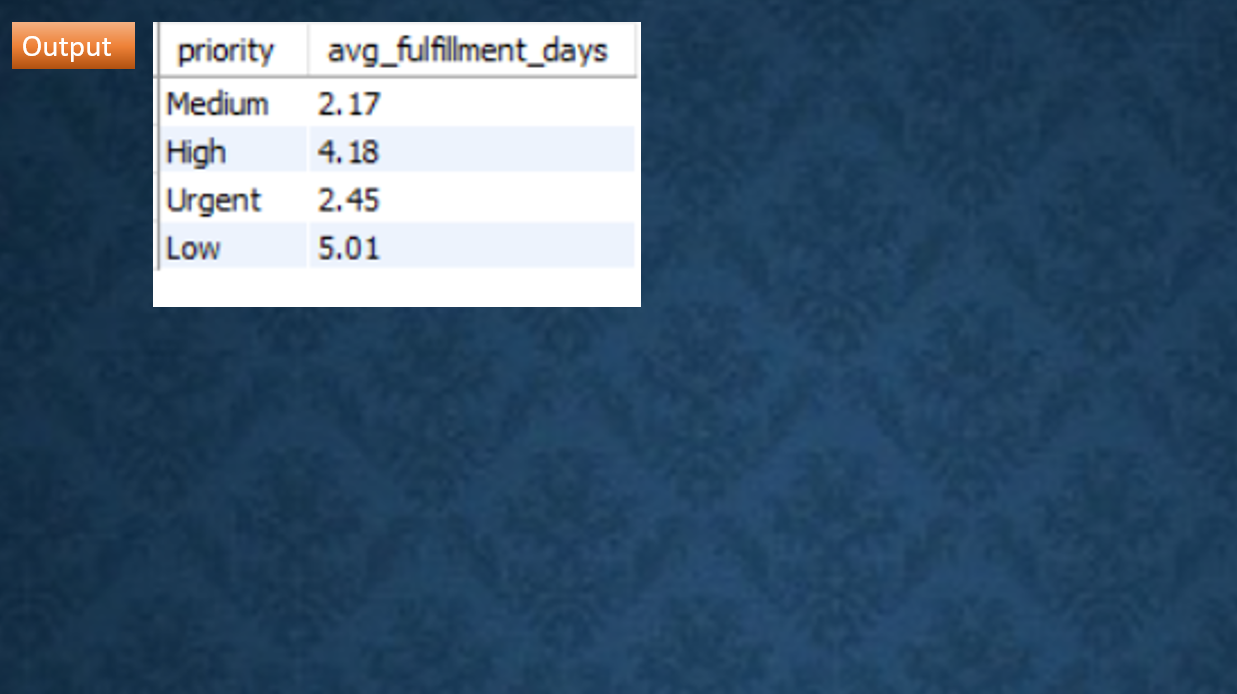 Output
priority avg_fulfillment_days
Medium 2.17
High 4.18
Urgent 2.45
Low 5.01